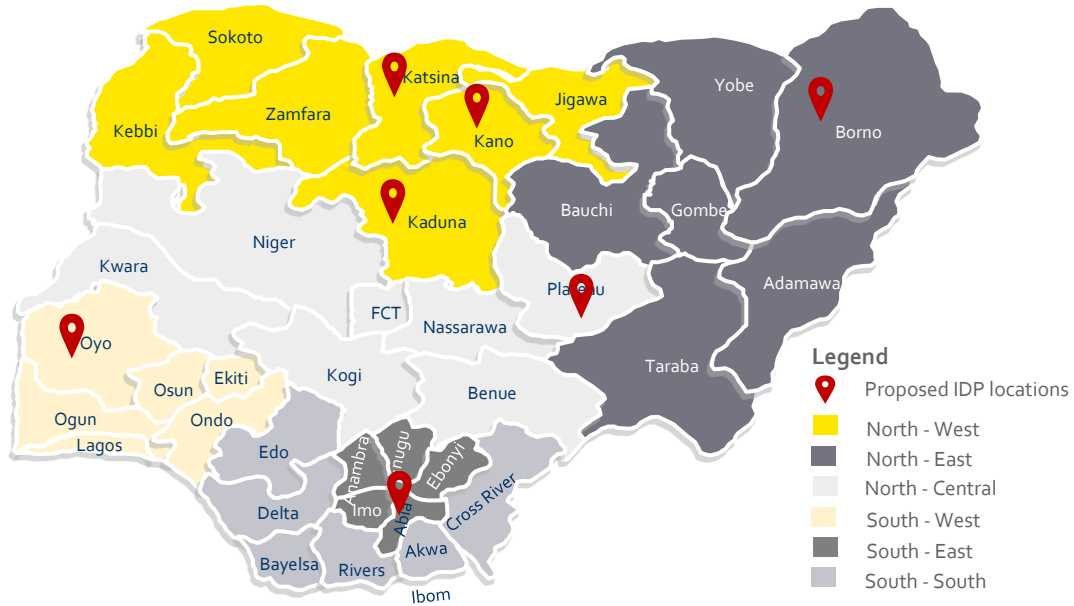 Sokoto
Katsina
Yobe
Zamfara
Jigawa
Kebbi
Kano
Borno
Bauchi
Gombe
Kaduna
Niger
Kwara
Adamawa
FCT
Nassarawa
Oyo
Taraba
Legend
Proposed IDP locations
North - West
North - East
North - Central
South - West
South - East
South - South
Kogi
Benue
Ekiti
Osun
Ogun
Ondo
Lagos
Edo
Anambra
Ebonyi
Imo
Abia
Cross River
Delta
Akwa
Ibom
Bayelsa
Rivers